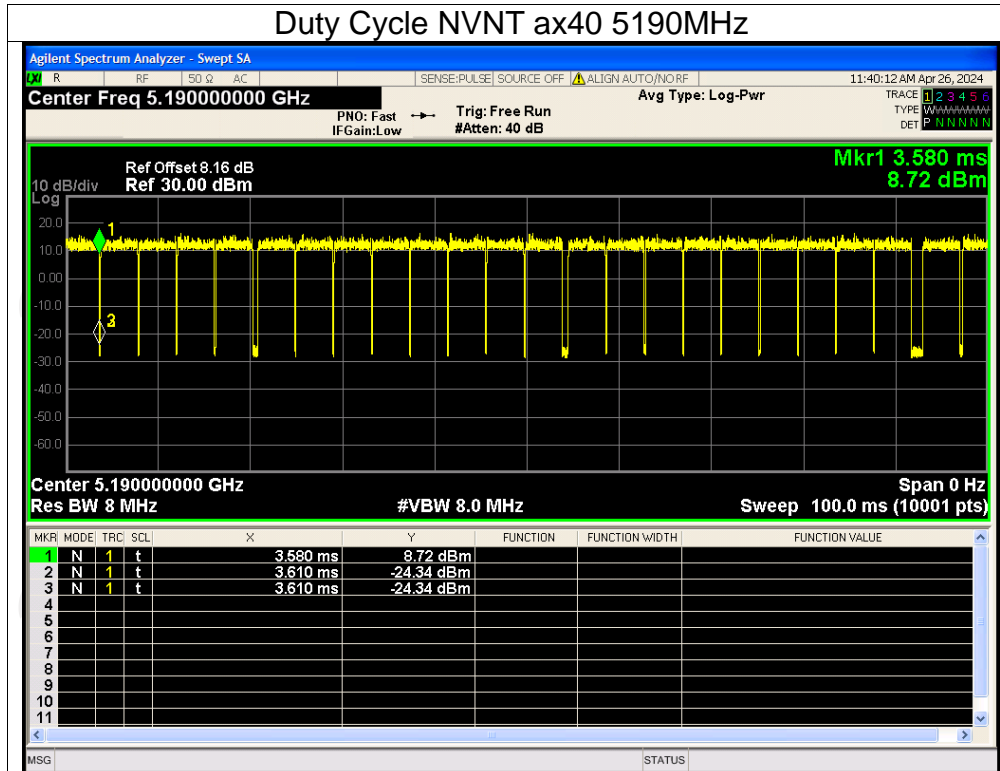 Duty Cycle NVNT ax40 5190MHz
Agilent Spectrum Analyzer - Swept SA
LXI R RF 50 Ω AC SENSE:PULSE SOURCE OFF ALIGN AUTO/NO RF 11:40:12 AM Apr 26, 2024
Center Freq 5.190000000 GHz
PNO: Fast
IFGain:Low
Trig: Free Run
#Atten: 40 dB
Avg Type: Log-Pwr
TRACE 1 2 3 4 5 6
TYPE WWWWWW
DET P N N N N N
Mkr1 3.580 ms
8.72 dBm
Ref Offset 8.16 dB
10 dB/div Ref 30.00 dBm
Log
20.0
10.0
0.00
-10.0
-20.0
-30.0
-40.0
-50.0
-60.0
1
Center 5.190000000 GHz Span 0 Hz
Res BW 8 MHz #VBW 8.0 MHz Sweep 100.0 ms (10001 pts)
MKR MODE TRC SCL X Y FUNCTION FUNCTION WIDTH FUNCTION VALUE
1 N 1 t 3.580 ms 8.72 dBm
2 N 1 t 3.610 ms -24.34 dBm
3 N 1 t 3.610 ms -24.34 dBm
4
5
6
7
8
9
10
11
MSG STATUS